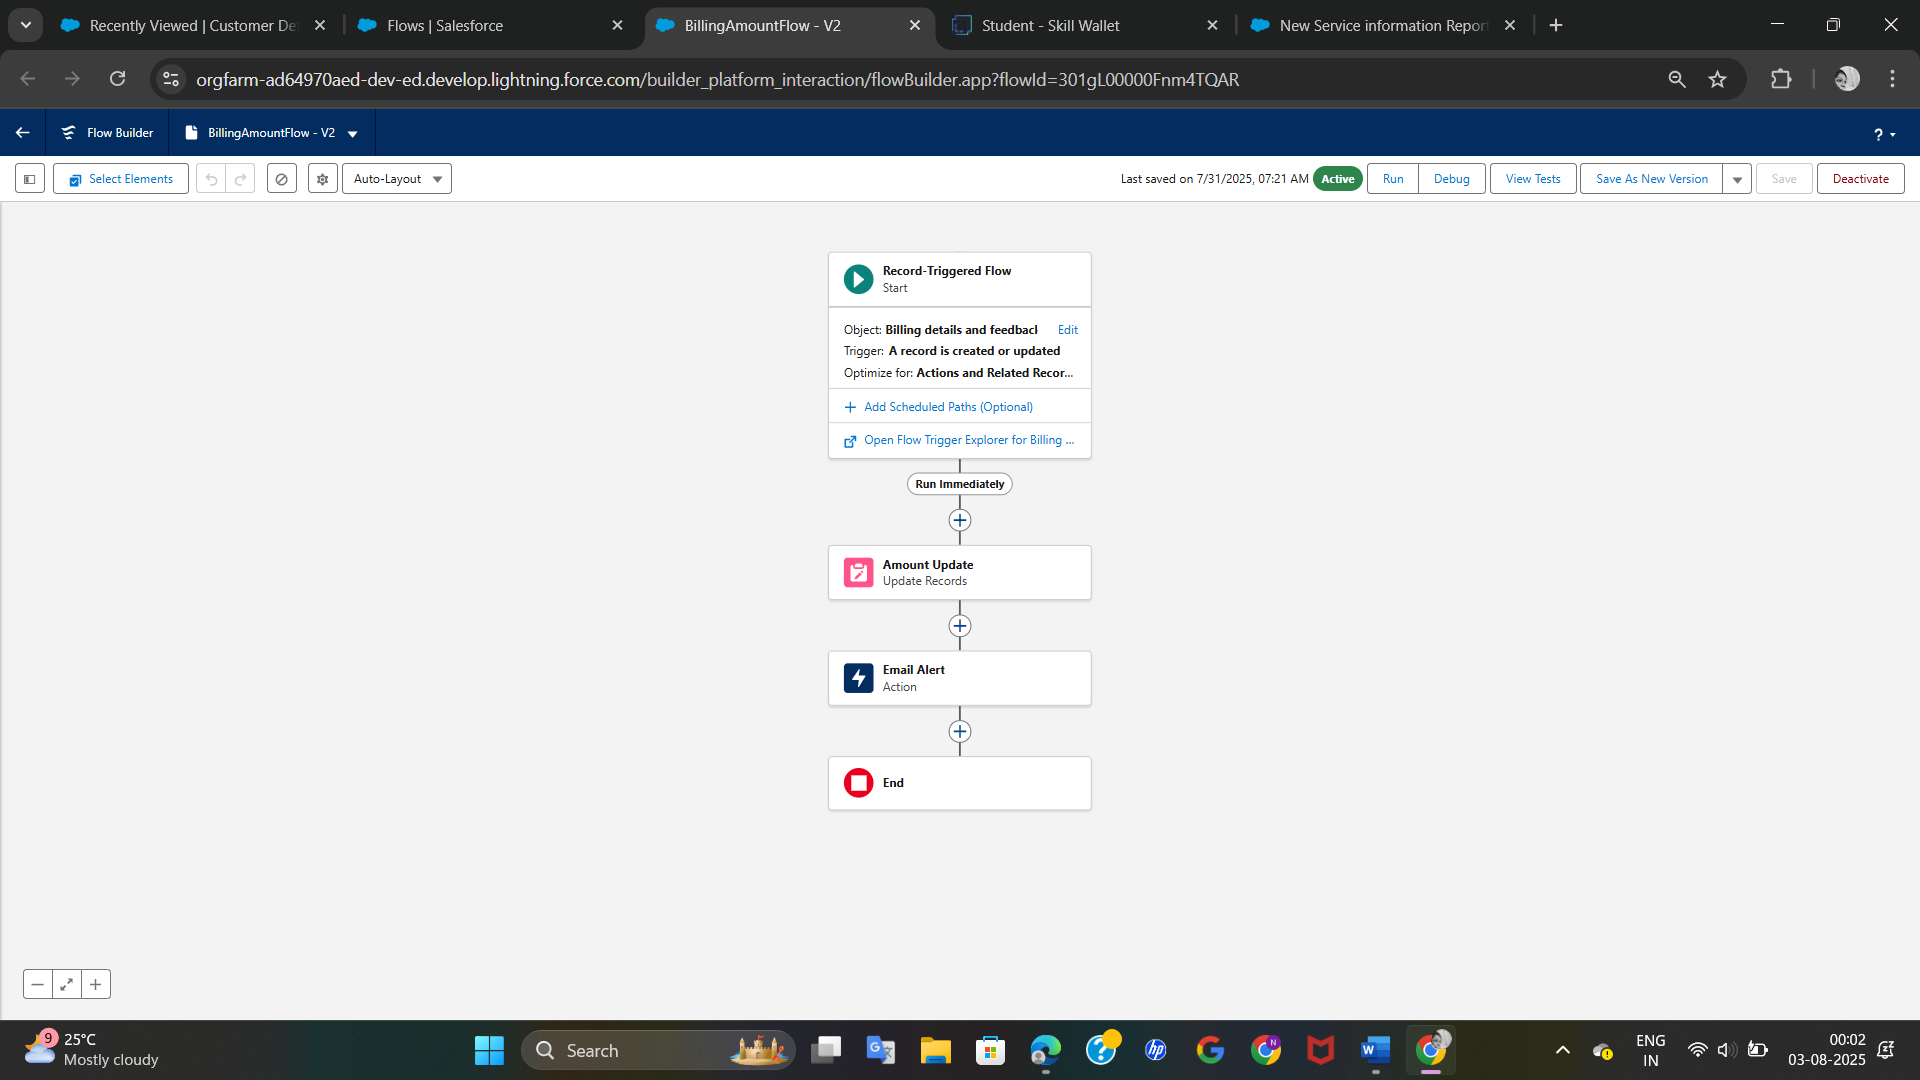 Recently Viewed | Customer De
Flows | Salesforce
BillingAmountFlow - V2
Student - Skill Wallet
New Service information Report
orgfarm-ad64970aed-dev-ed.develop.lightning.force.com/builder_platform_interaction/flowBuilder.app?flowId=301gL00000Fnm4TQAR
Flow Builder
BillingAmountFlow - V2
?
Select Elements
Auto-Layout
Last saved on 7/31/2025, 07:21 AM
Active
Run
Debug
View Tests
Save As New Version
Save
Deactivate
Record-Triggered Flow
Start
Object: Billing details and feedback
Edit
Trigger: A record is created or updated
Optimize for: Actions and Related Recor...
Add Scheduled Paths (Optional)
Open Flow Trigger Explorer for Billing ...
Run Immediately
Amount Update
Update Records
Email Alert
Action
End
9
25°C
Mostly cloudy
Search
ENG
IN
00:02
03-08-2025